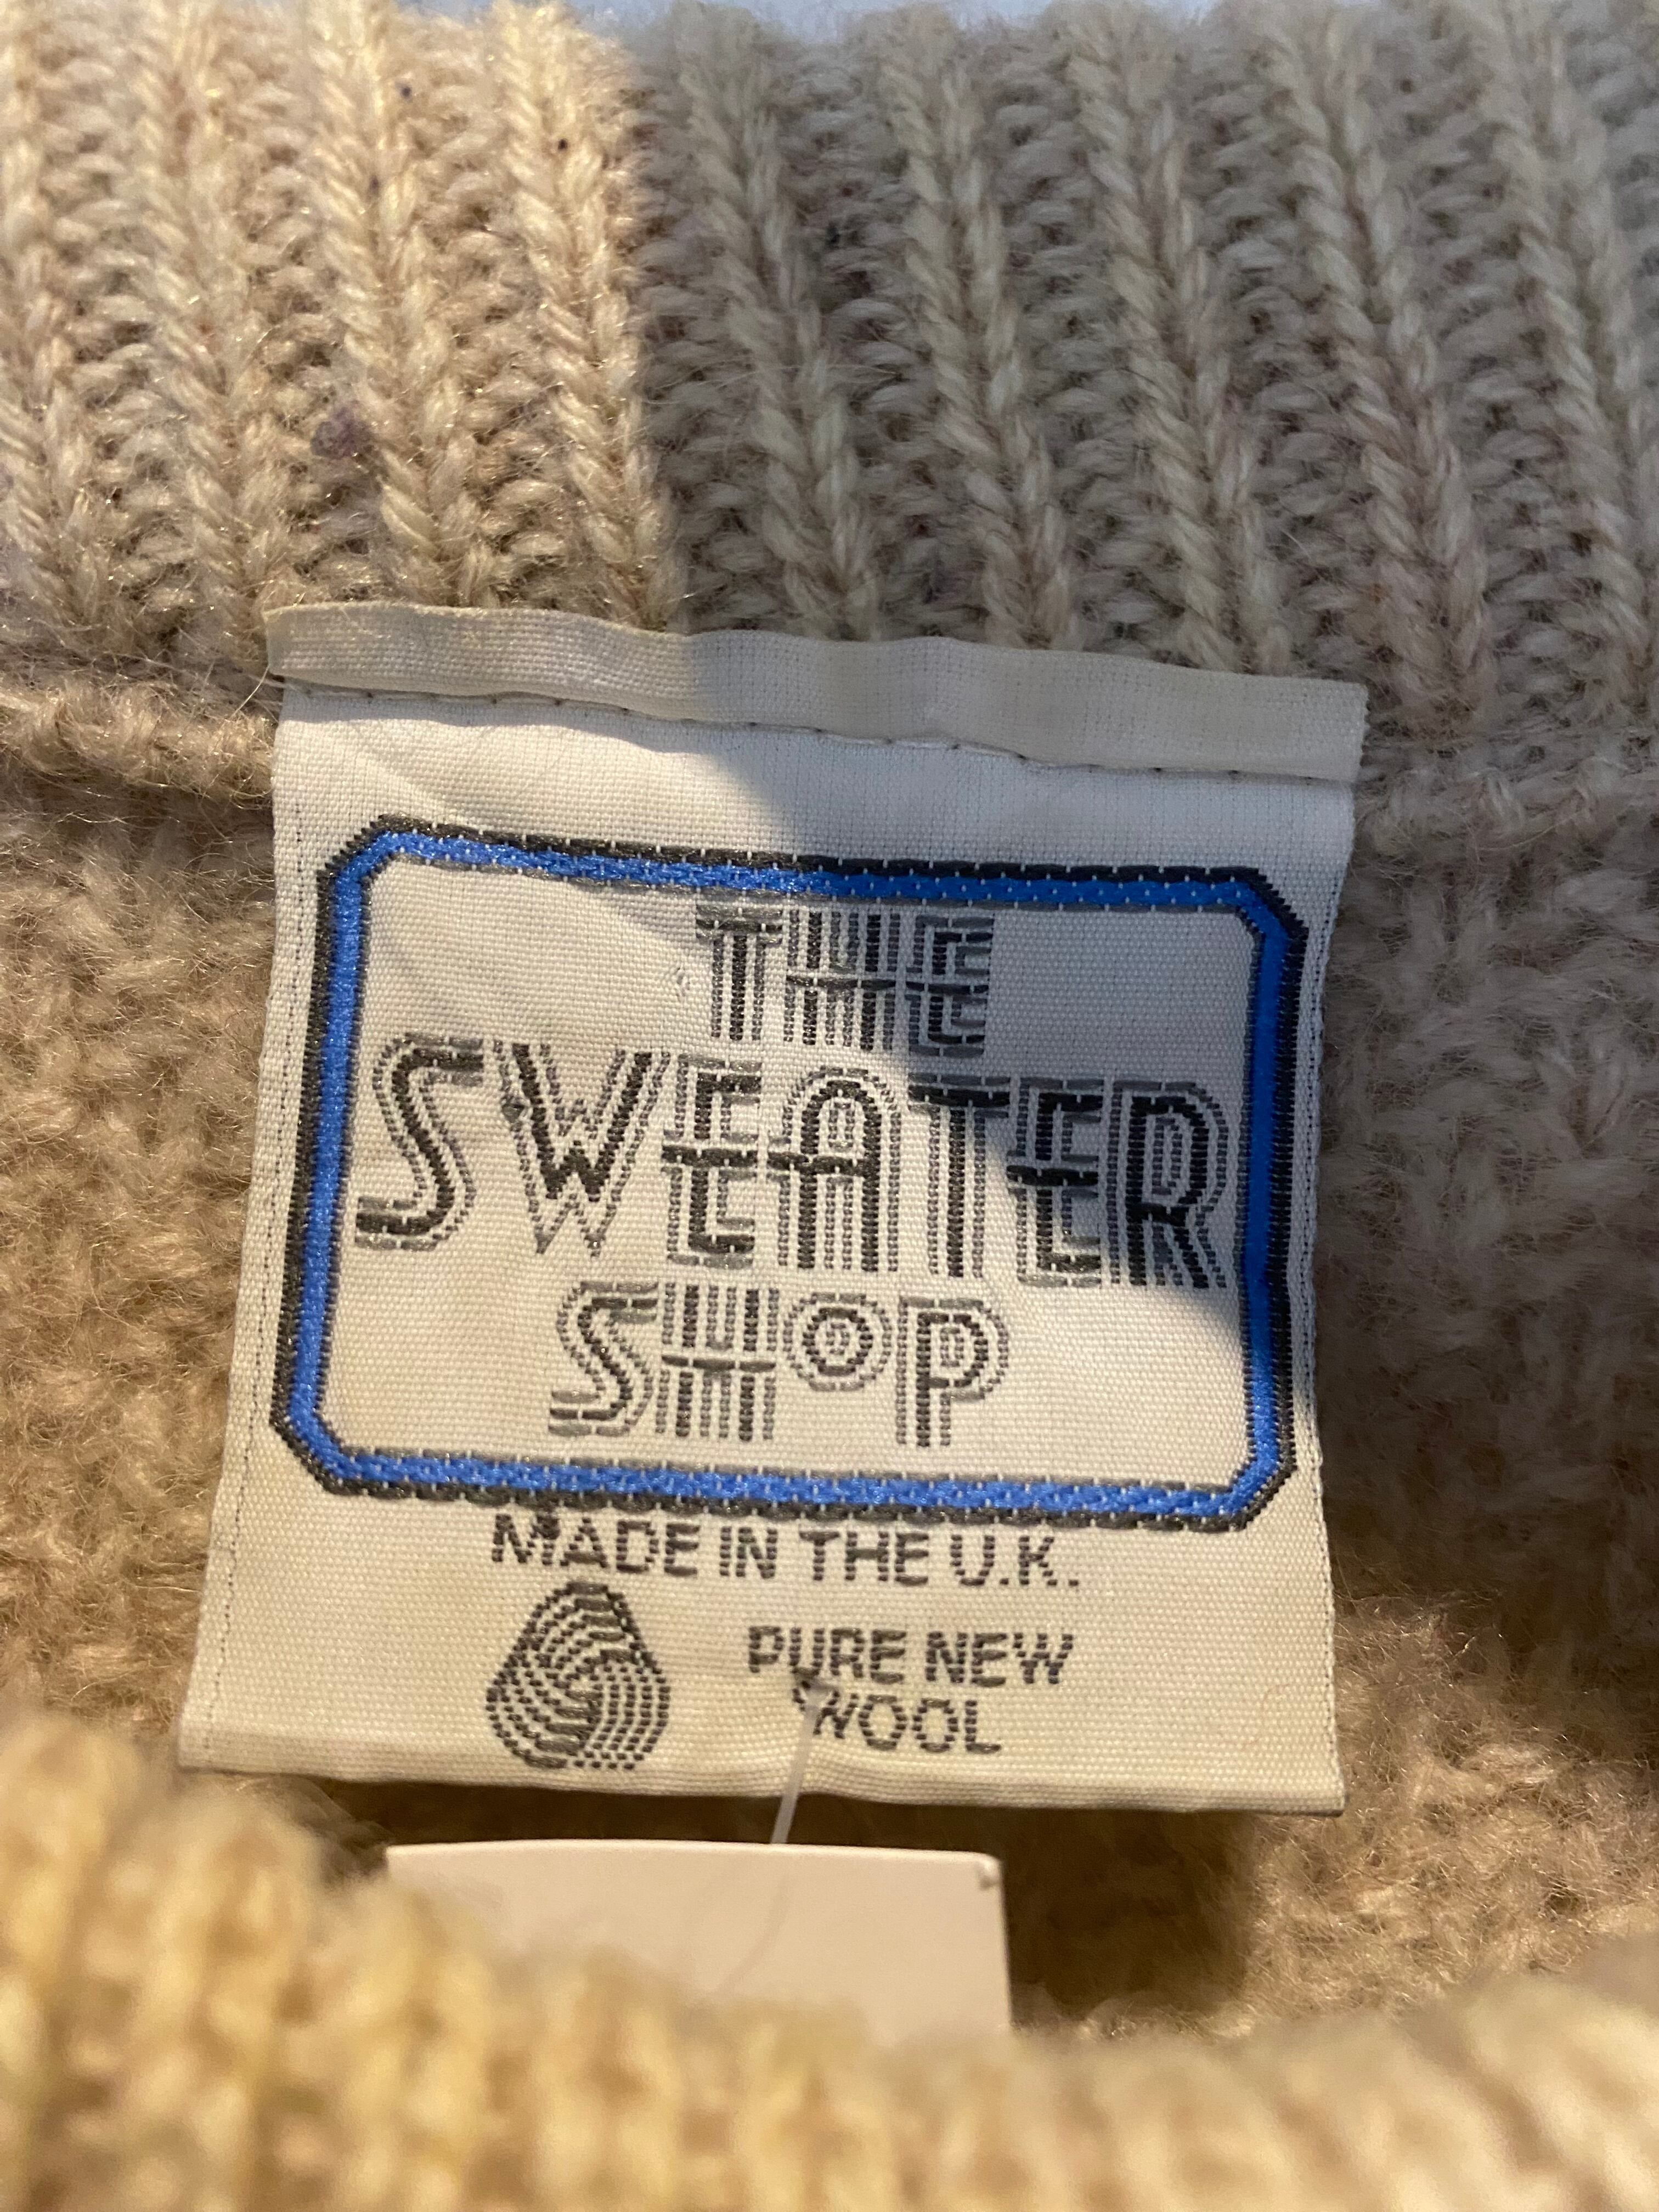 THE
SWEATER
SHOP
MADE IN THE U.K.
PURE NEW
WOOL